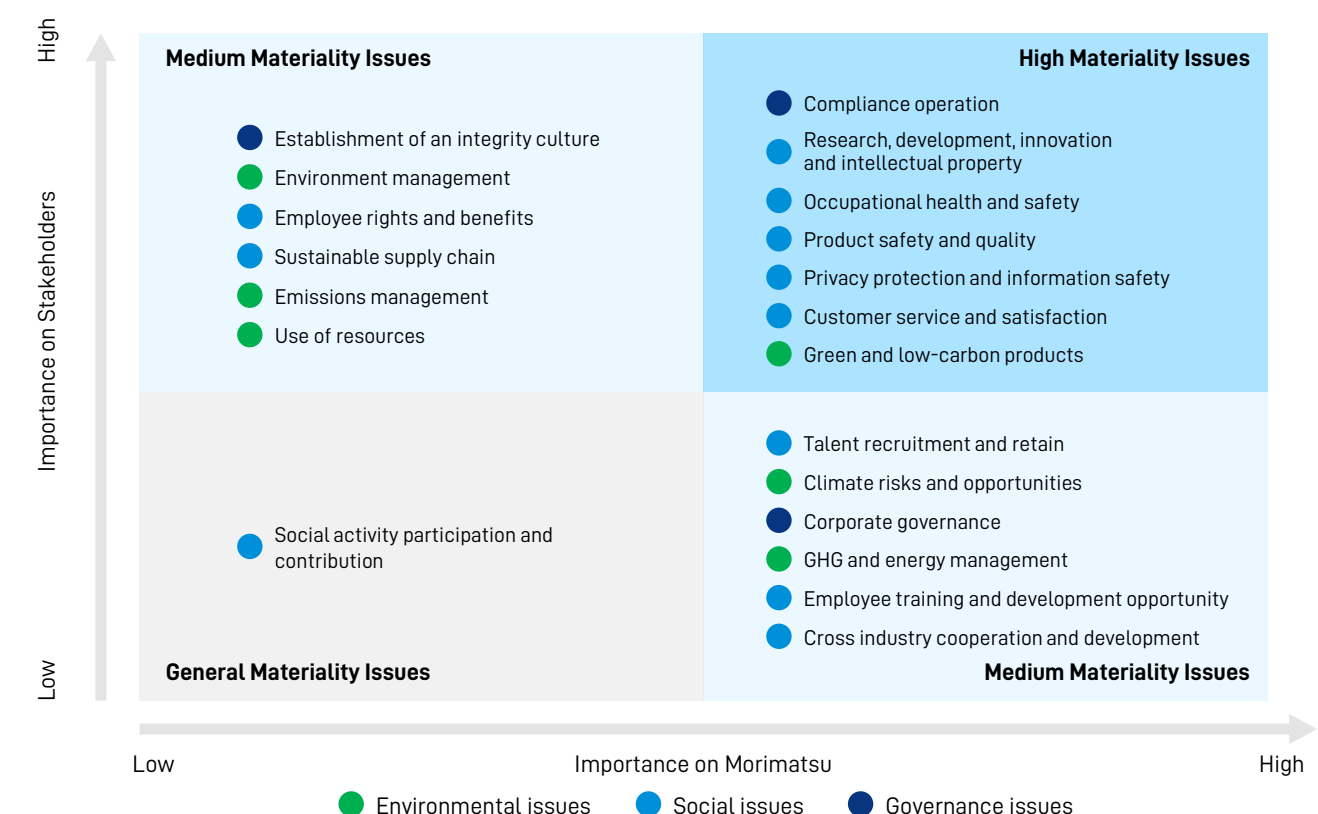 High
Importance on Stakeholders
Low
Medium Materiality Issues
Establishment of an integrity culture
Environment management
Employee rights and benefits
Sustainable supply chain
Emissions management
Use of resources
High Materiality Issues
Compliance operation
Research, development, innovation
and intellectual property
Occupational health and safety
Product safety and quality
Privacy protection and information safety
Customer service and satisfaction
Green and low-carbon products
Social activity participation and
contribution
General Materiality Issues
Talent recruitment and retain
Climate risks and opportunities
Corporate governance
GHG and energy management
Employee training and development opportunity
Cross industry cooperation and development
Medium Materiality Issues
Low
Importance on Morimatsu
High
Environmental issues
Social issues
Governance issues